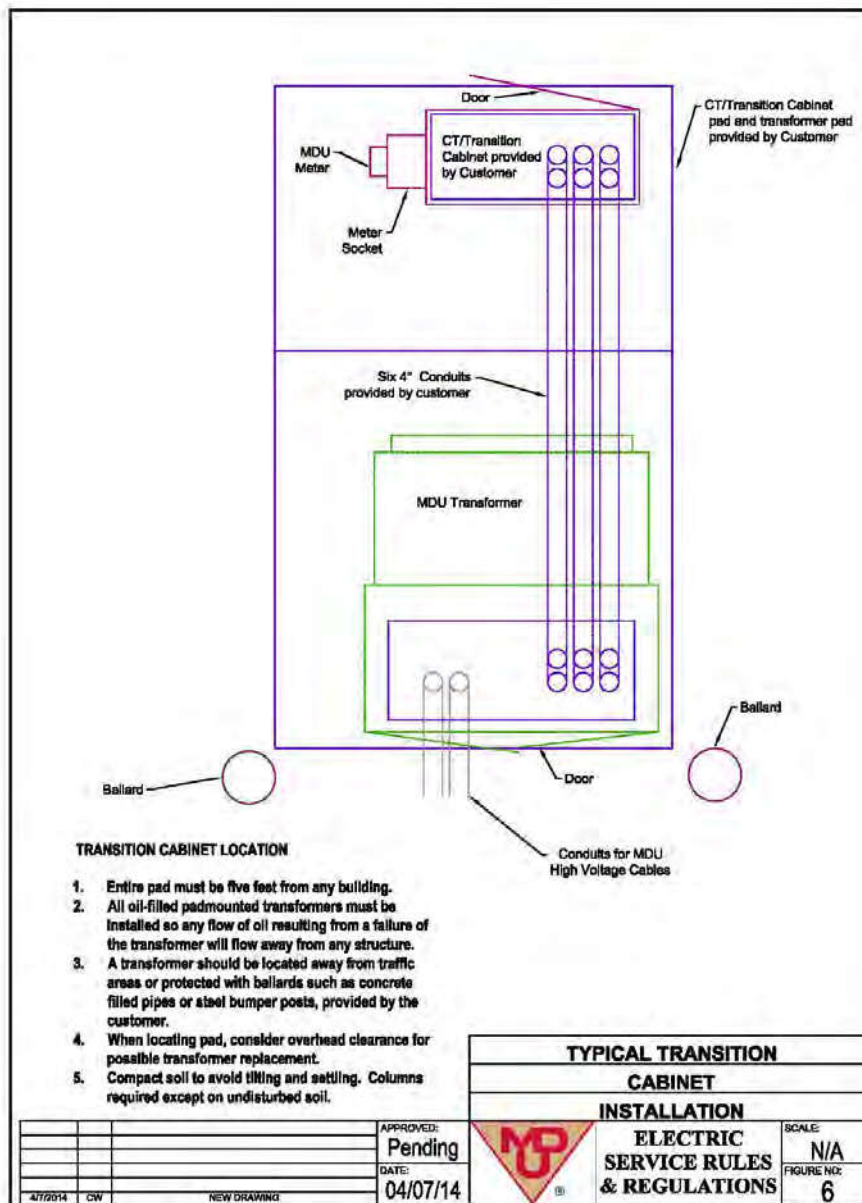 Door
CT/Transition Cabinet
pad and transformer pad
provided by Customer
CT/Transition
Cabinet provided
by Customer
MDU
Meter
Meter
Socket
Six 4" Conduits
provided by customer
MDU Transformer
Ballard
Ballard
Door
Conduits for MDU
High Voltage Cables
TRANSITION CABINET LOCATION
1. Entire pad must be five feet from any building.
2. All oil-filled padmounted transformers must be
installed so any flow of oil resulting from a failure of
the transformer will flow away from any structure.
3. A transformer should be located away from traffic
areas or protected with ballards such as concrete
filled pipes or steel bumper posts, provided by the
customer.
4. When locating pad, consider overhead clearance for
possible transformer replacement.
5. Compact soil to avoid tilting and settling. Columns
required except on undisturbed soil.
TYPICAL TRANSITION
CABINET
INSTALLATION
APPROVED:
Pending
DATE:
04/07/14
4/7/2014 CW NEW DRAWING
MDU
®
ELECTRIC
SERVICE RULES
& REGULATIONS
SCALE:
N/A
FIGURE NO:
6